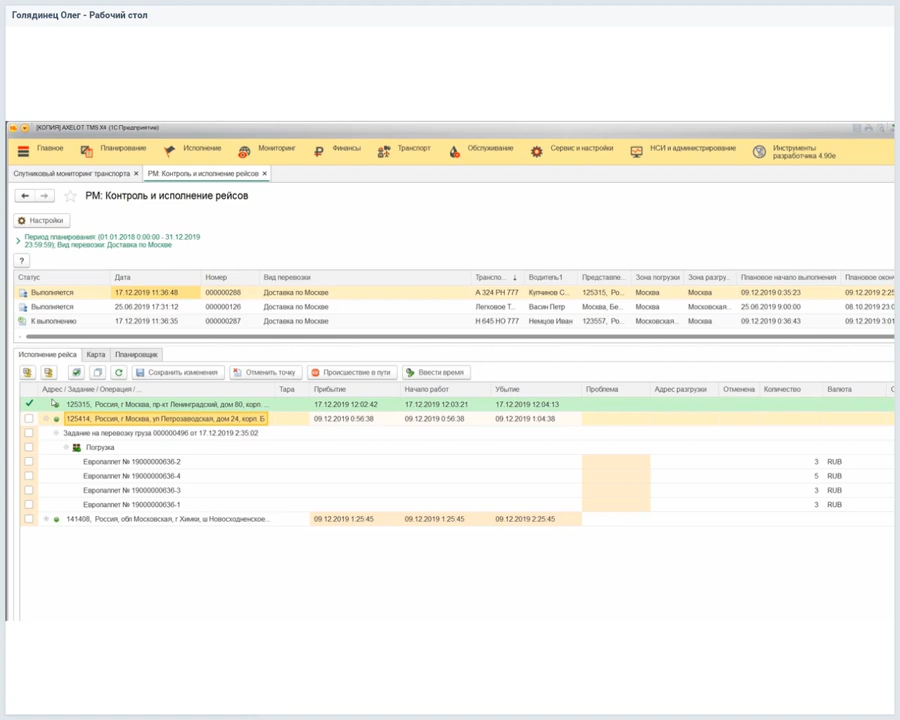 Голядинец Олег - Рабочий стол
[КОПИЯ] AXELOT TMS X4 (1С:Предприятие)
Главное Планирование Исполнение Мониторинг Финансы Транспорт Обслуживание Сервис и настройки НСИ и администрирование Инструменты разработчика 4.90е
Спутниковый мониторинг транспорта × РМ: Контроль и исполнение рейсов ×
РМ: Контроль и исполнение рейсов
Настройки
Период планирования: (01.01.2018 0:00:00 - 31.12.2019
23:59:59); Вид перевозки: Доставка по Москве
?
Статус Дата Номер Вид перевозки Транспо... ↓ Водитель1 Представле... Зона погрузки Зона разгру... Плановое начало выполнения Плановое окон
Выполняется 17.12.2019 11:36:48 000000288 Доставка по Москве А 324 РН 777 Купчинов С... 125315, Ро... Москва Москва 09.12.2019 0:35:23 09.12.2019 2:25
Выполняется 25.06.2019 17:31:12 000000126 Доставка по Москве Легковое Т... Васин Петр Москва, Бе... Москва Московская... 25.06.2019 9:00:00 08.10.2019 23:0
К выполнению 17.12.2019 11:36:35 000000287 Доставка по Москве Н 645 НО 777 Немцов Иван 123557, Ро... Московская... Москва 09.12.2019 0:36:43 09.12.2019 3:01
Исполнение рейса Карта Планировщик
Сохранить изменения Отменить точку Происшествие в пути Ввести время
Адрес / Задание / Операция / ... Тара Прибытие Начало работ Убытие Проблема Адрес разгрузки Отменена Количество Валюта
125315, Россия, г Москва, пр-кт Ленинградский, дом 80, корп. ... 17.12.2019 12:02:42 17.12.2019 12:03:21 17.12.2019 12:04:13
125414, Россия, г Москва, ул Петрозаводская, дом 24, корп. Б 09.12.2019 0:56:38 09.12.2019 0:56:38 09.12.2019 1:04:38
Задание на перевозку груза 000000496 от 17.12.2019 2:35:02
Погрузка
Европаллет № 19000000636-2 3 RUB
Европаллет № 19000000636-4 5 RUB
Европаллет № 19000000636-3 3 RUB
Европаллет № 19000000636-1 3 RUB
141408, Россия, обл Московская, г Химки, ш Новосходненское... 09.12.2019 1:25:45 09.12.2019 1:25:45 09.12.2019 2:25:45